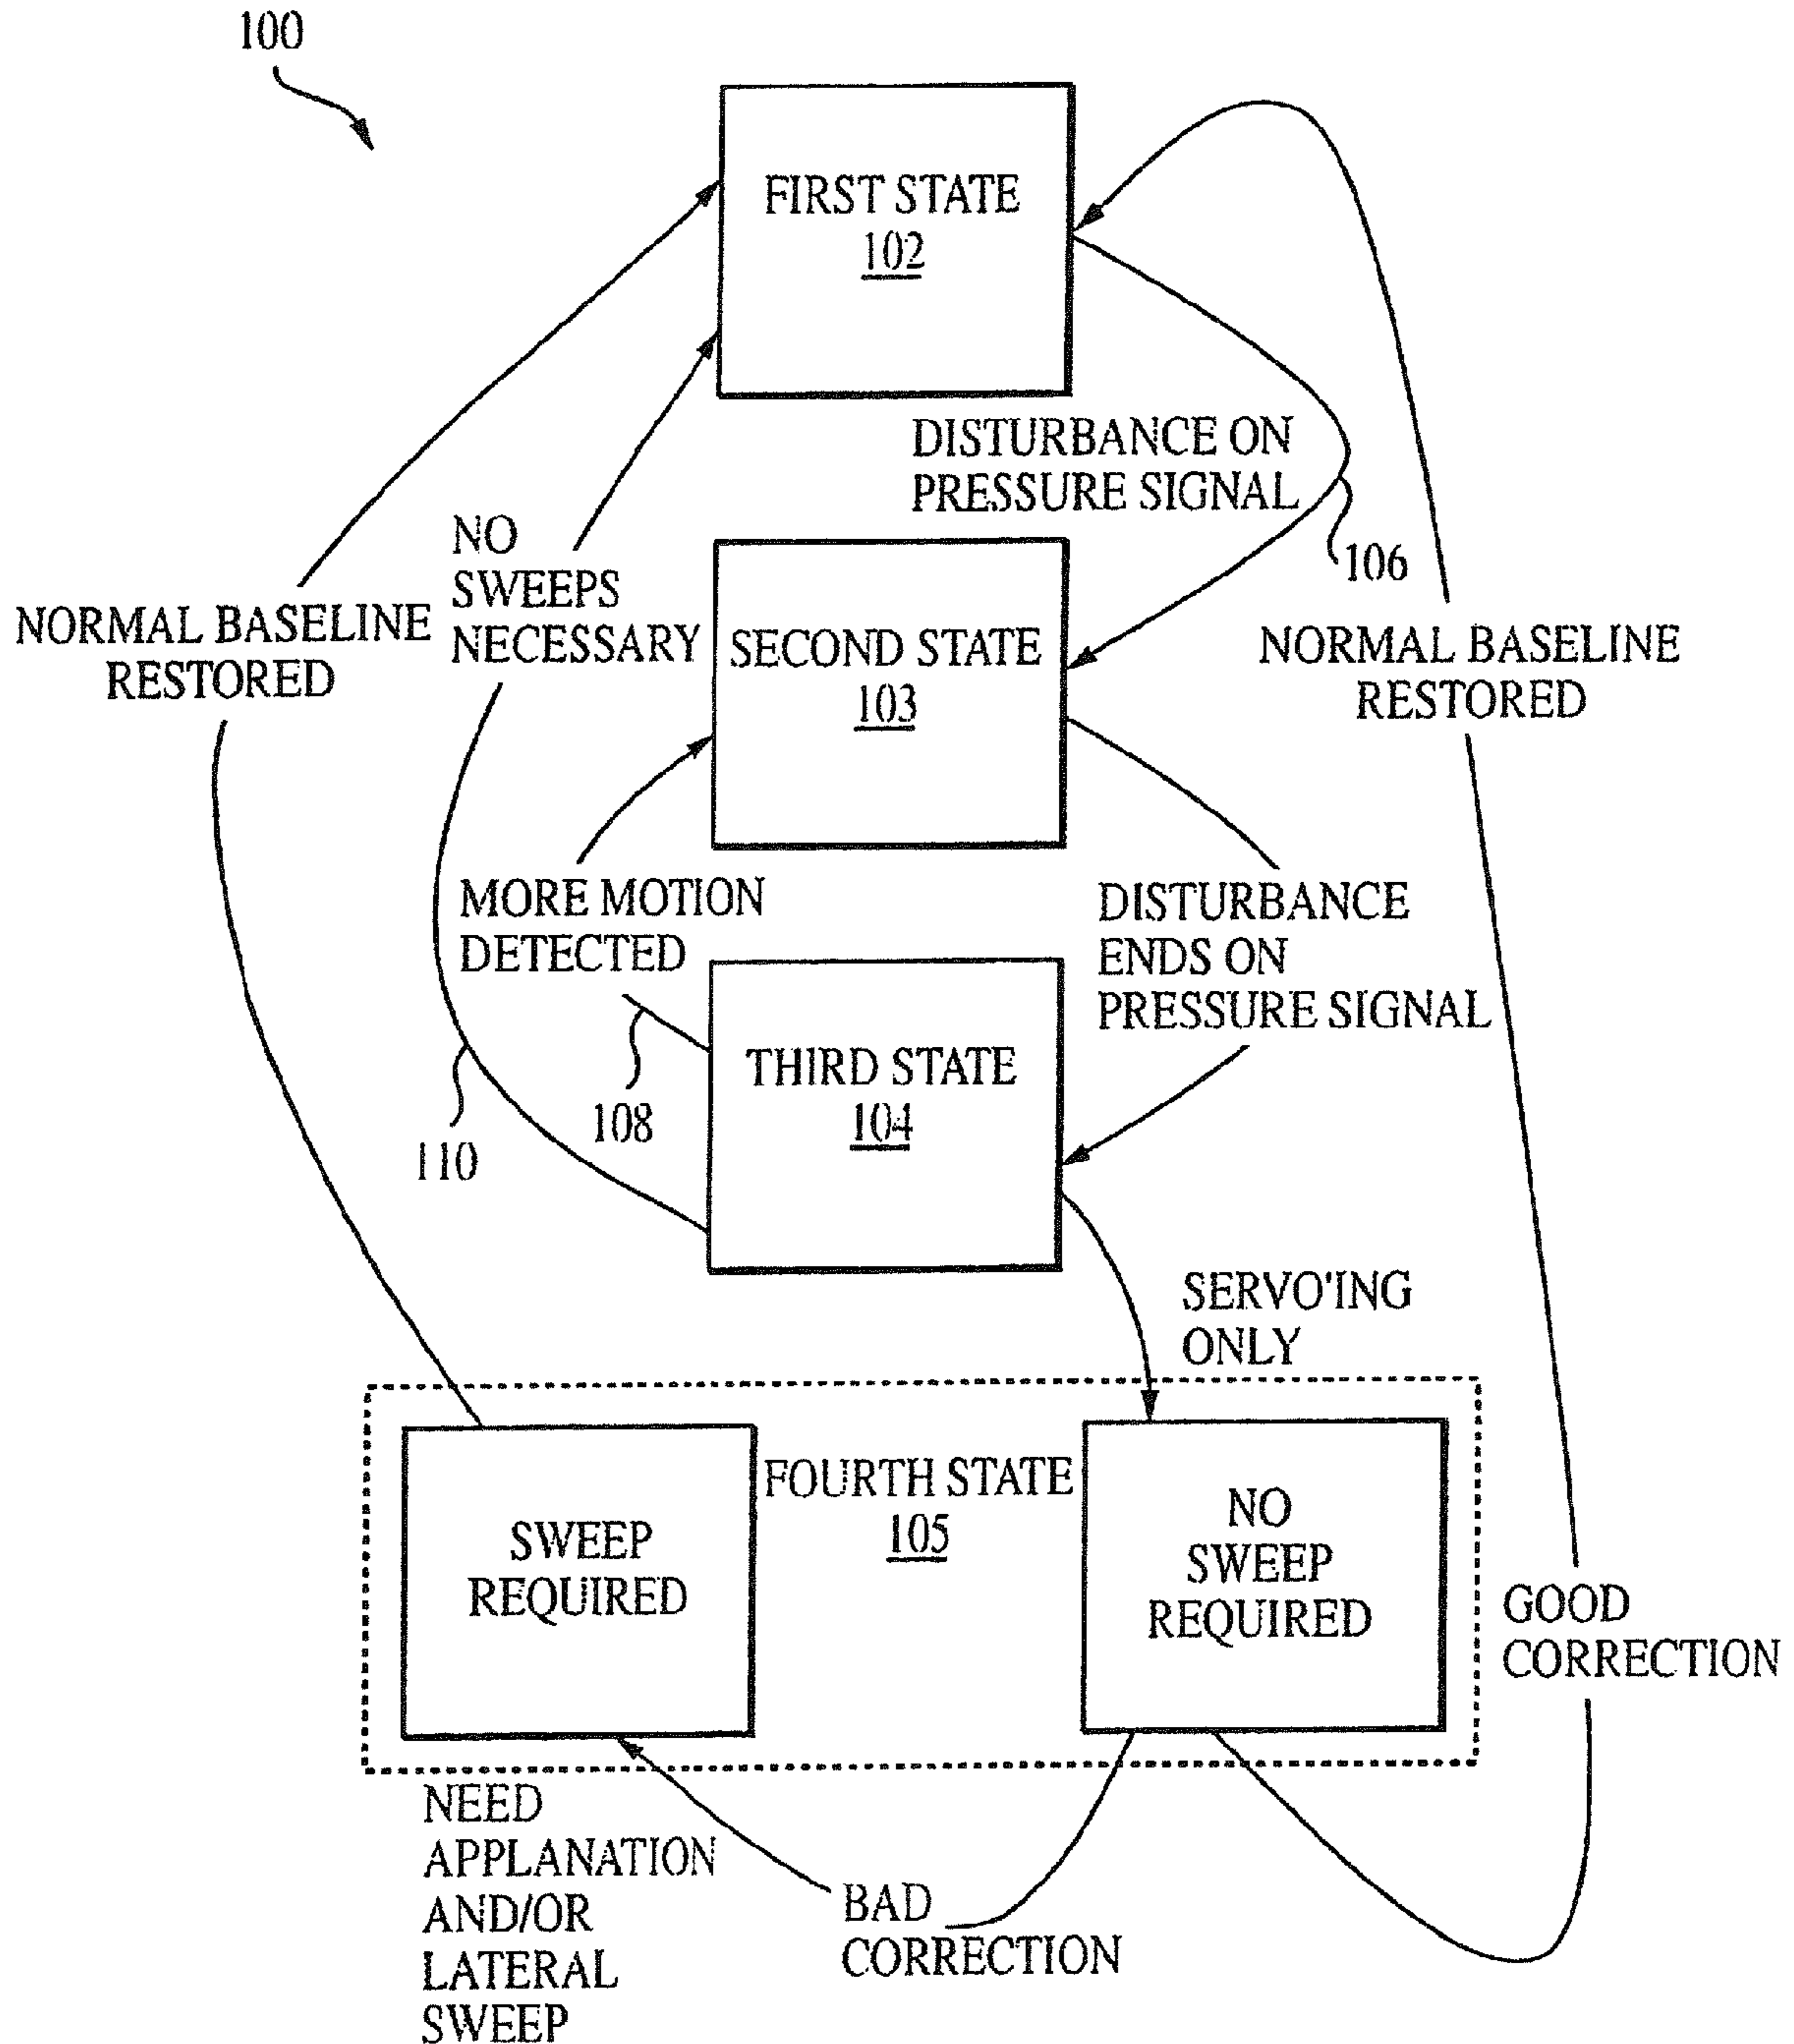 100
FIRST STATE
102
DISTURBANCE ON
PRESSURE SIGNAL
106
NO
SWEEPS
NECESSARY
NORMAL BASELINE
RESTORED
SECOND STATE
103
NORMAL BASELINE
RESTORED
MORE MOTION
DETECTED
DISTURBANCE
ENDS ON
PRESSURE SIGNAL
THIRD STATE
104
108
110
SERVO'ING
ONLY
FOURTH STATE
105
SWEEP
REQUIRED
NO
SWEEP
REQUIRED
GOOD
CORRECTION
NEED
APPLANATION
AND/OR
LATERAL
SWEEP
BAD
CORRECTION